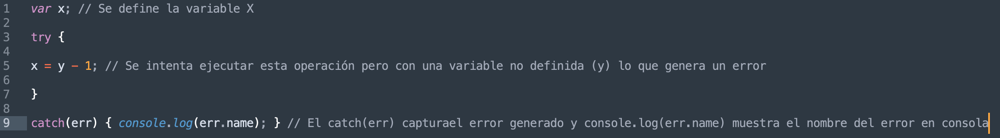 1 var x; // Se define la variable X
2
3 try {
4
5 x = y - 1; // Se intenta ejecutar esta operación pero con una variable no definida (y) lo que genera un error
6
7 }
8
9 catch(err) { console.log(err.name); } // El catch(err) capturael error generado y console.log(err.name) muestra el nombre del error en consola